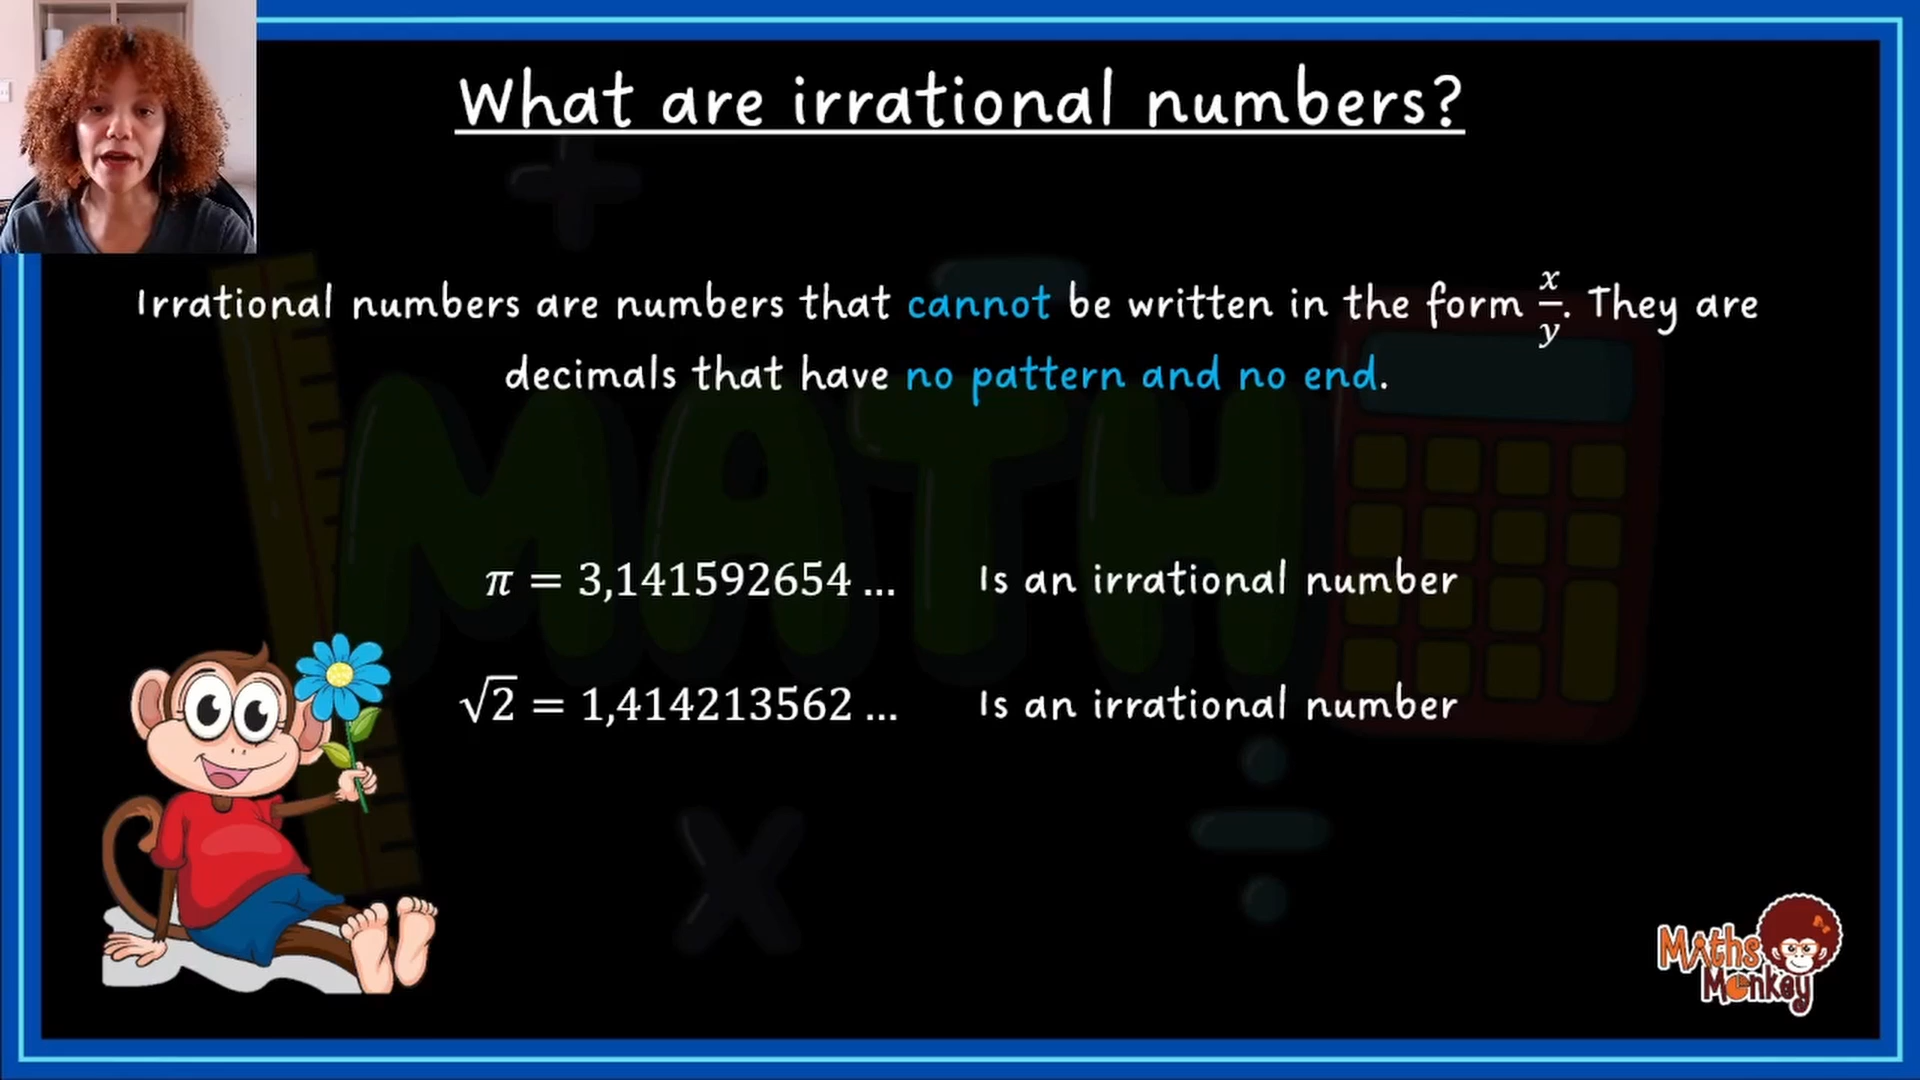 What are irrational numbers?
Irrational numbers are numbers that cannot be written in the form x/y. They are
decimals that have no pattern and no end.
MATH
π = 3,141592654 ... Is an irrational number
√2 = 1,414213562 ... Is an irrational number
Maths
Monkey